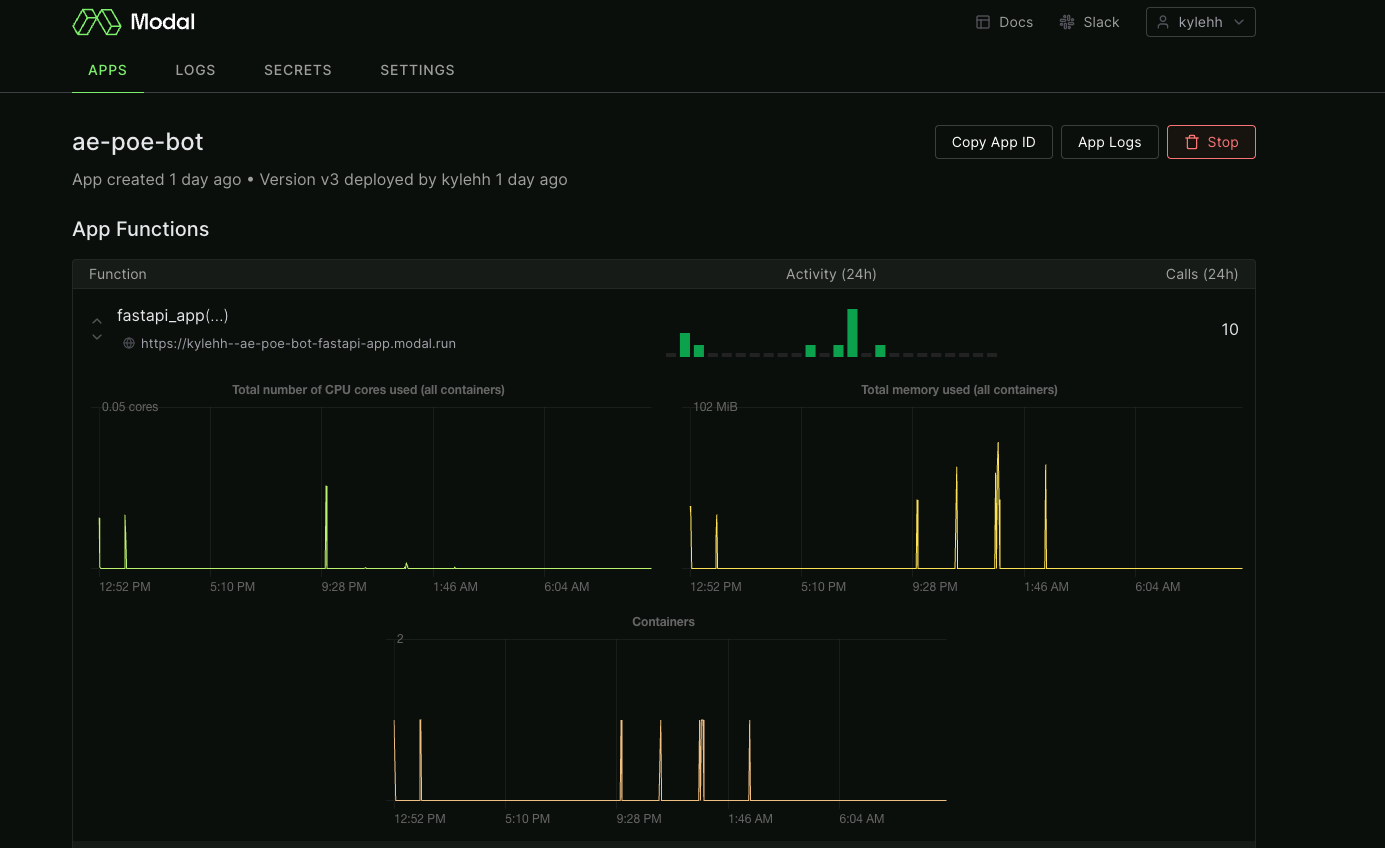 Modal
Docs
Slack
kylehh
APPS
LOGS
SECRETS
SETTINGS
ae-poe-bot
Copy App ID
App Logs
Stop
App created 1 day ago • Version v3 deployed by kylehh 1 day ago
App Functions
Function
Activity (24h)
Calls (24h)
fastapi_app(...)
https://kylehh--ae-poe-bot-fastapi-app.modal.run
10
Total number of CPU cores used (all containers)
0.05 cores
12:52 PM
5:10 PM
9:28 PM
1:46 AM
6:04 AM
Total memory used (all containers)
102 MiB
12:52 PM
5:10 PM
9:28 PM
1:46 AM
6:04 AM
Containers
2
12:52 PM
5:10 PM
9:28 PM
1:46 AM
6:04 AM